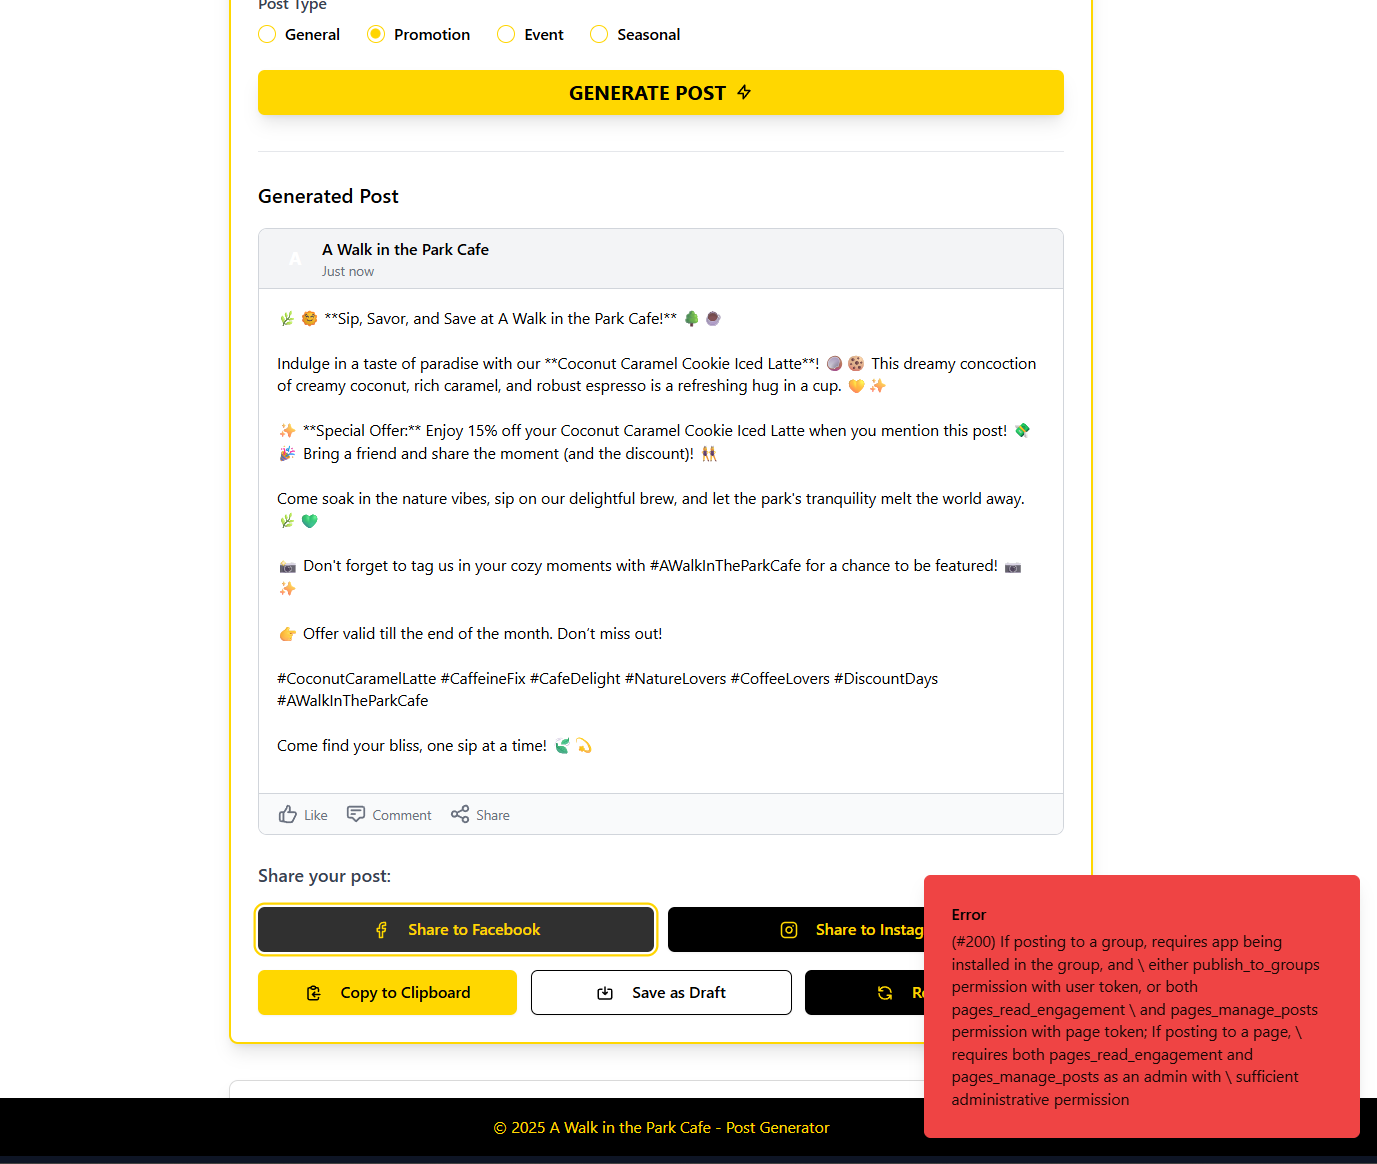 Post Type
General
Promotion
Event
Seasonal
GENERATE POST
Generated Post
A
A Walk in the Park Cafe
Just now
🌿 🌞 **Sip, Savor, and Save at A Walk in the Park Cafe!** 🌳 ☕
Indulge in a taste of paradise with our **Coconut Caramel Cookie Iced Latte**! 🥥 🍪 This dreamy concoction
of creamy coconut, rich caramel, and robust espresso is a refreshing hug in a cup. 💛 ✨
✨ **Special Offer:** Enjoy 15% off your Coconut Caramel Cookie Iced Latte when you mention this post! 💸
🎉 Bring a friend and share the moment (and the discount)! 👯
Come soak in the nature vibes, sip on our delightful brew, and let the park's tranquility melt the world away.
🌿 💚
📷 Don't forget to tag us in your cozy moments with #AWalkInTheParkCafe for a chance to be featured! 📷
✨
👉 Offer valid till the end of the month. Don’t miss out!
#CoconutCaramelLatte #CaffeineFix #CafeDelight #NatureLovers #CoffeeLovers #DiscountDays
#AWalkInTheParkCafe
Come find your bliss, one sip at a time! 🍃 💫
Like
Comment
Share
Share your post:
Share to Facebook
Share to Instag
Copy to Clipboard
Save as Draft
Error
(#200) If posting to a group, requires app being
installed in the group, and \ either publish_to_groups
permission with user token, or both
pages_read_engagement \ and pages_manage_posts
permission with page token; If posting to a page, \
requires both pages_read_engagement and
pages_manage_posts as an admin with \ sufficient
administrative permission
© 2025 A Walk in the Park Cafe - Post Generator